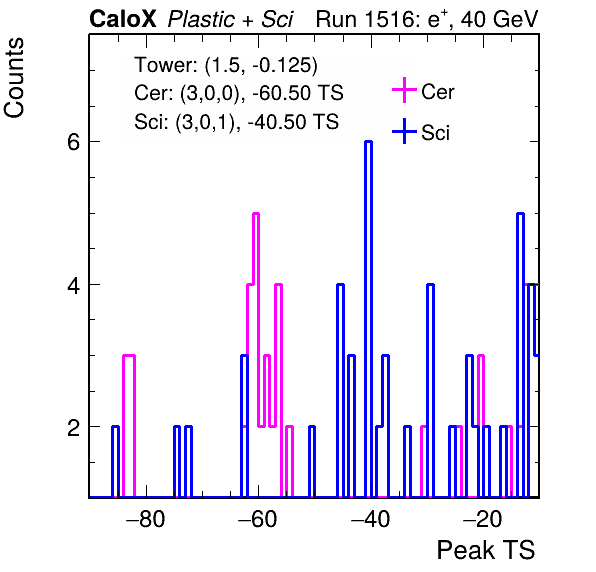 CaloX Plastic + Sci Run 1516: e+, 40 GeV
Counts
Tower: (1.5, -0.125)
Cer: (3,0,0), -60.50 TS
Sci: (3,0,1), -40.50 TS
Cer
Sci
6
4
2
−80 −60 −40 −20
Peak TS